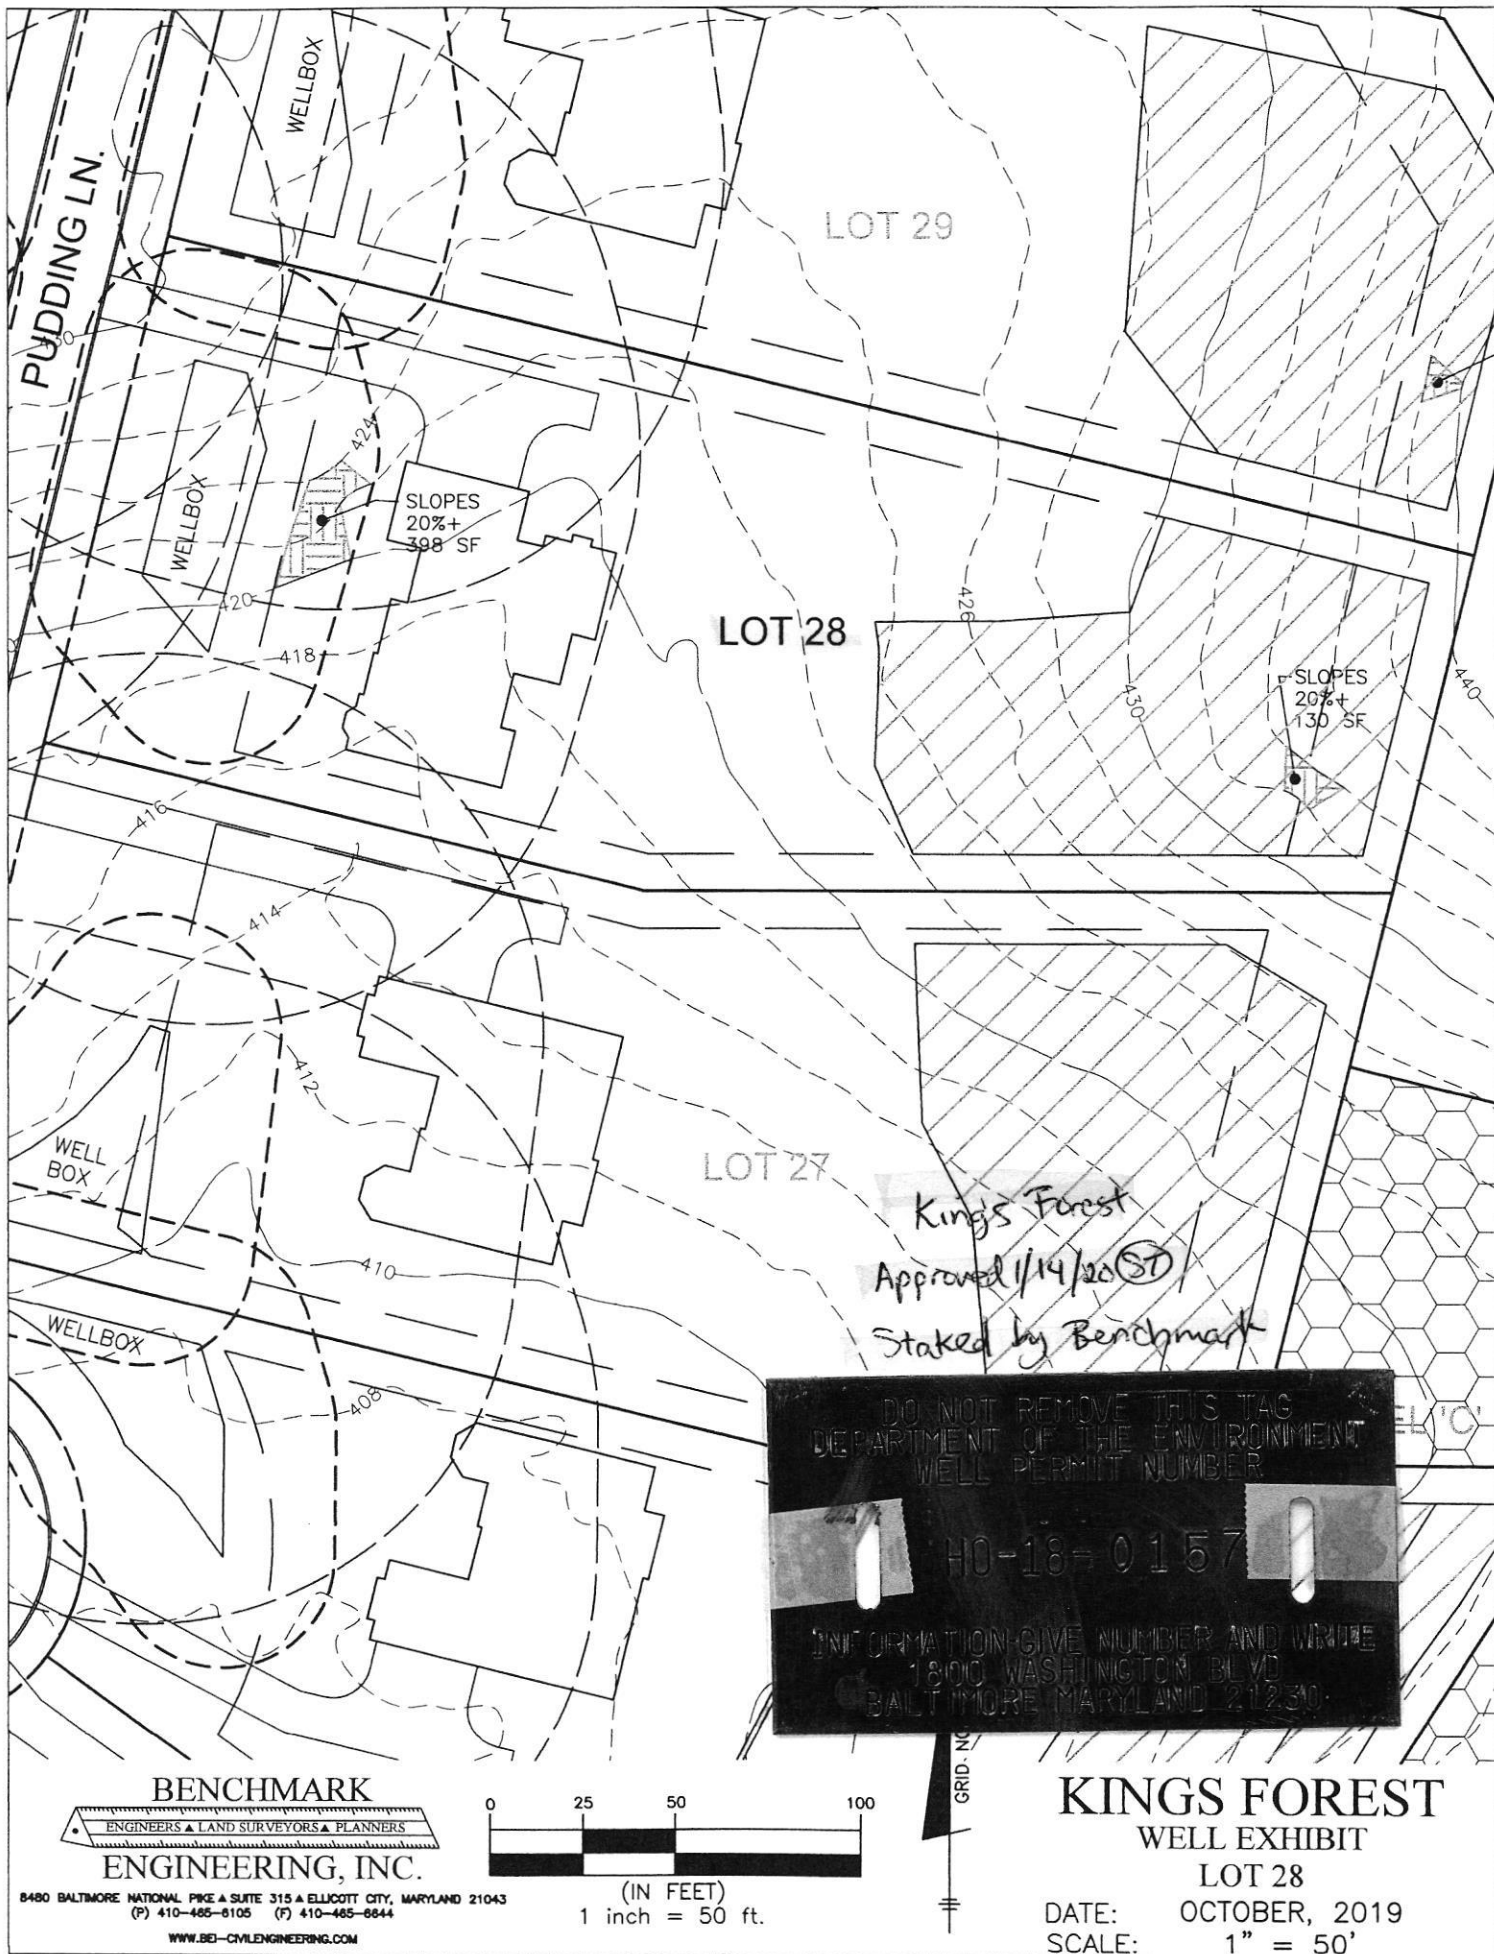 WELLBOX
PUDDING LN.
LOT 29
430
424
WELLBOX
SLOPES
20%+
398 SF
420
418
LOT 28
426
430
SLOPES
20%+
130 SF
440
416
414
412
WELL
BOX
LOT 27
King's Forest
Approved 1/14/20 ST
Staked by Benchmark
410
WELLBOX
408
DO NOT REMOVE THIS TAG
DEPARTMENT OF THE ENVIRONMENT
WELL PERMIT NUMBER
HO-18-0157
INFORMATION GIVE NUMBER AND WRITE
1800 WASHINGTON BLVD
BALTIMORE MARYLAND 21230
EL 'C'
BENCHMARK
ENGINEERS ▲ LAND SURVEYORS ▲ PLANNERS
ENGINEERING, INC.
8480 BALTIMORE NATIONAL PIKE ▲ SUITE 315 ▲ ELLICOTT CITY, MARYLAND 21043
(P) 410-465-6105 (F) 410-465-6644
WWW.BEI-CIVILENGINEERING.COM
0 25 50 100
(IN FEET)
1 inch = 50 ft.
GRID NO
KINGS FOREST
WELL EXHIBIT
LOT 28
DATE: OCTOBER, 2019
SCALE: 1" = 50'